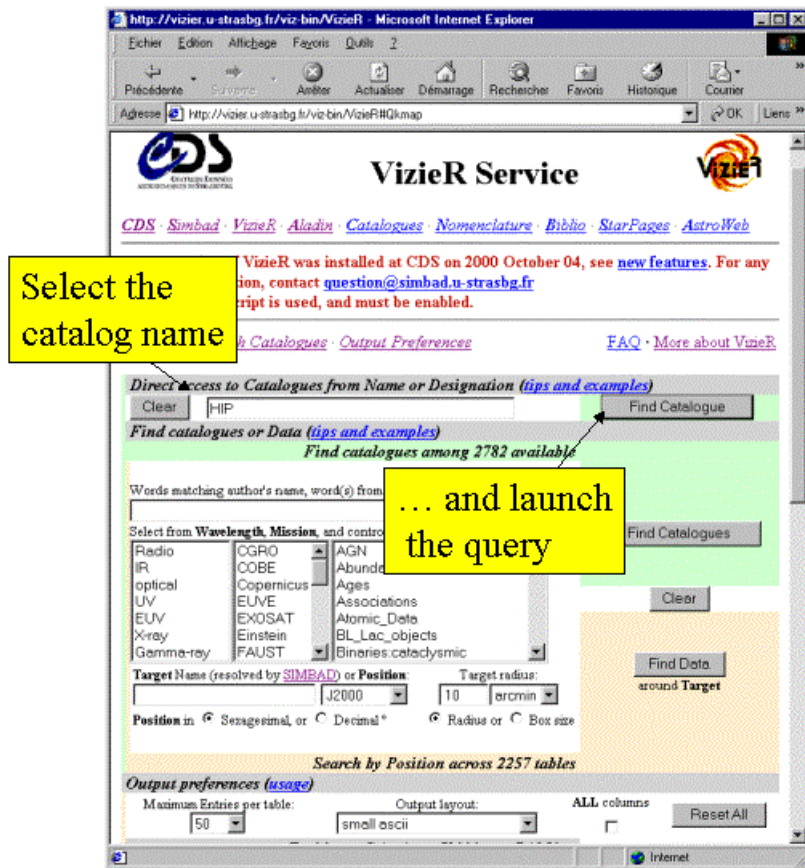 http://vizier.u-strasbg.fr/viz-bin/VizieR - Microsoft Internet Explorer
Fichier Edition Affichage Favoris Outils ?
Précédente Suivante Arrêter Actualiser Démarrage Rechercher Favoris Historique Courrier »
Adresse http://vizier.u-strasbg.fr/viz-bin/VizieR#Qkmap OK Liens »
CDS
VizieR Service
VizieR
CDS · Simbad · VizieR · Aladin · Catalogues · Nomenclature · Biblio · StarPages · AstroWeb
VizieR was installed at CDS on 2000 October 04, see new features. For any
contact question@simbad.u-strasbg.fr
is used, and must be enabled.
Select the
catalog name
Catalogues · Output Preferences FAQ · More about VizieR
Direct access to Catalogues from Name or Designation (tips and examples)
Clear HIP Find Catalogue
Find catalogues or Data (tips and examples)
Find catalogues among 2782 available
Words matching author's name, word(s) from
… and launch
the query
Select from Wavelength, Mission, and
Find Catalogues
Radio CGRO AGN
IR COBE
optical Copernicus Ages
UV EUVE Associations
EUV EXOSAT Atomic_Data
X-ray Einstein BL_Lac_objects
Gamma-ray FAUST Binaries:cataclysmic
Clear
Find Data
around Target
Target Name (resolved by SIMBAD) or Position: Target radius:
J2000 10 arcmin
Position in Sexagesimal, or Decimal ° Radius or Box size
Search by Position across 2257 tables
Output preferences (usage)
Maximum Entries per table: Output layout: ALL columns
50 small ascii Reset All
Internet